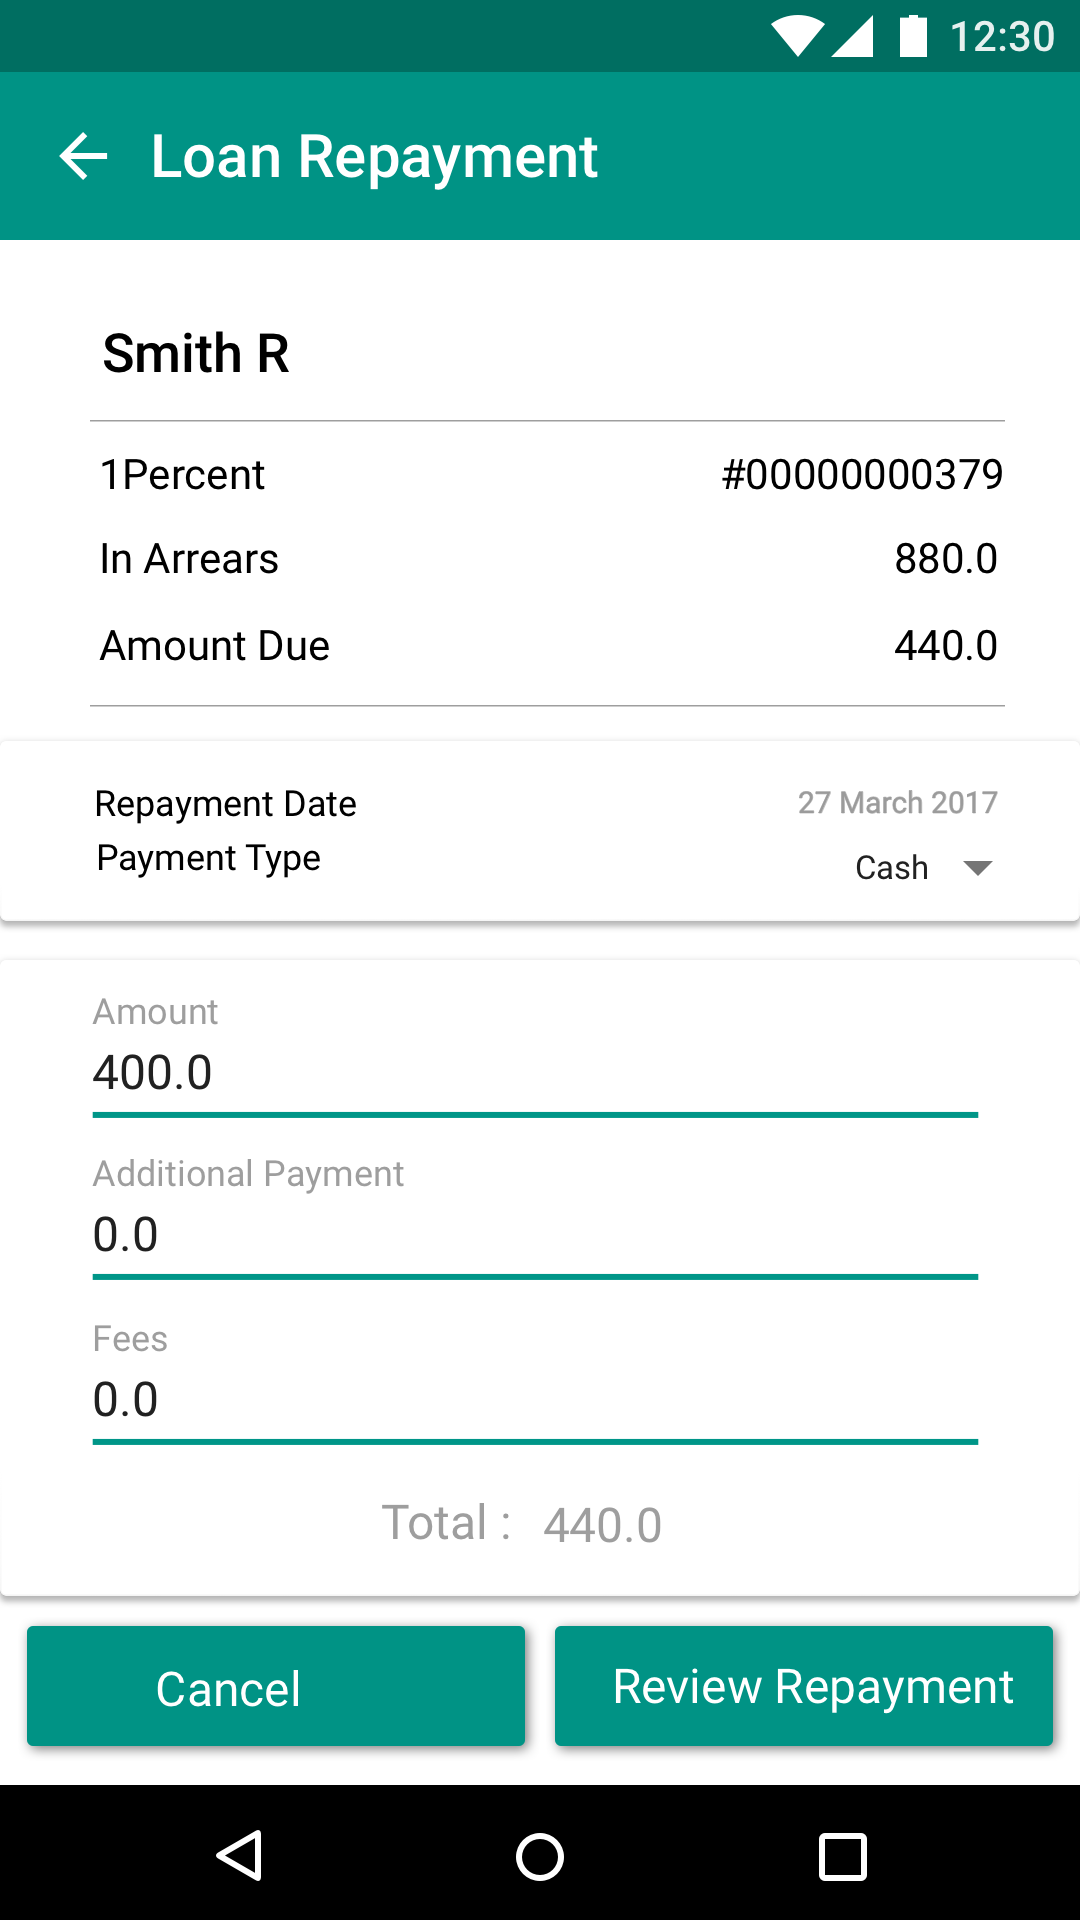 12:30
Loan Repayment
Smith R
1Percent #00000000379
In Arrears 880.0
Amount Due 440.0
Repayment Date 27 March 2017
Payment Type Cash
Amount
400.0
Additional Payment
0.0
Fees
0.0
Total : 440.0
Cancel Review Repayment